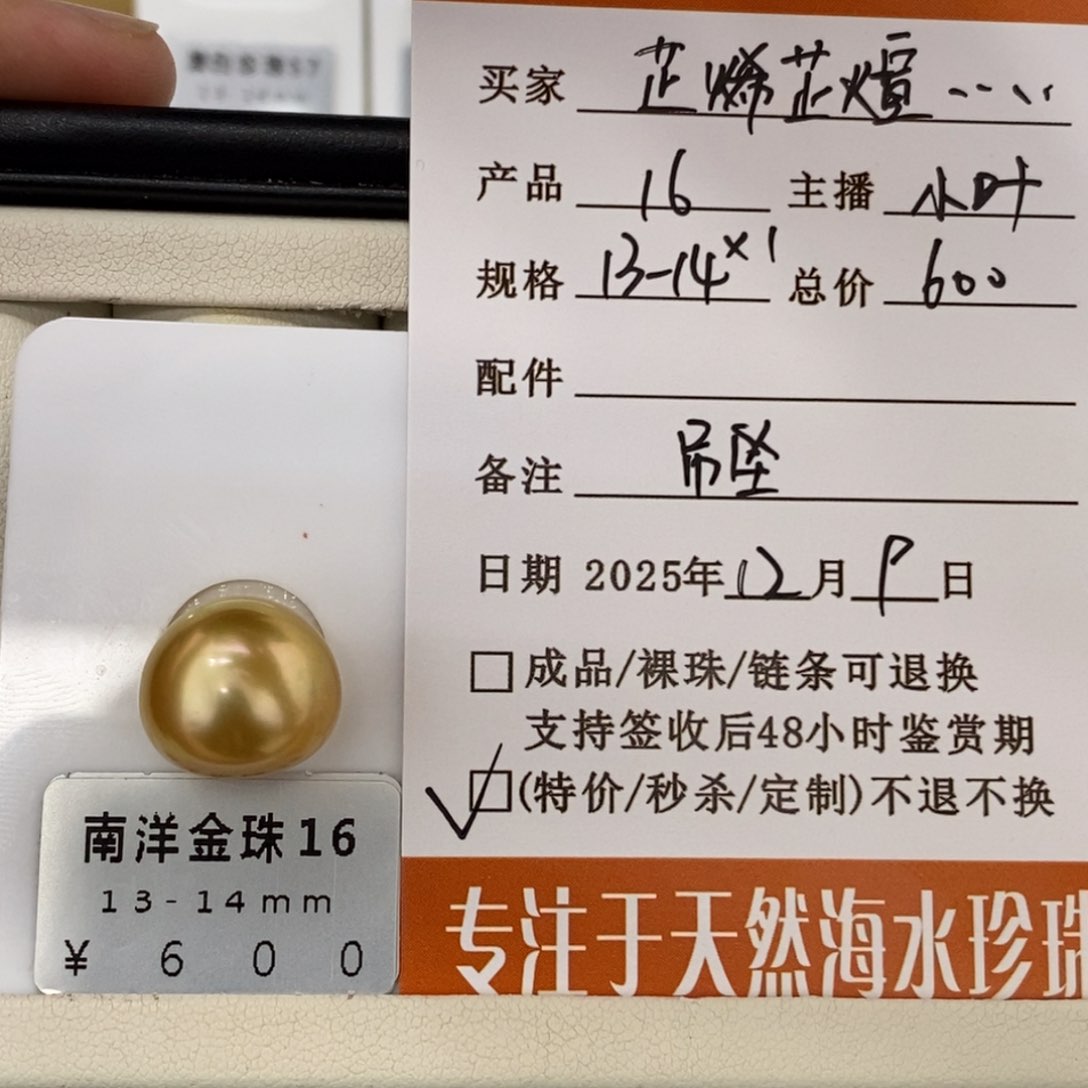 买家 芷烯芷煊....
产品 16 主播 小叶
规格 13-14×1 总价 600
配件
备注 吊坠
日期 2025年12月9日
成品/裸珠/链条可退换
支持签收后48小时鉴赏期
(特价/秒杀/定制)不退不换
专注于天然海水珍珠
南洋金珠16
13-14mm
¥ 600